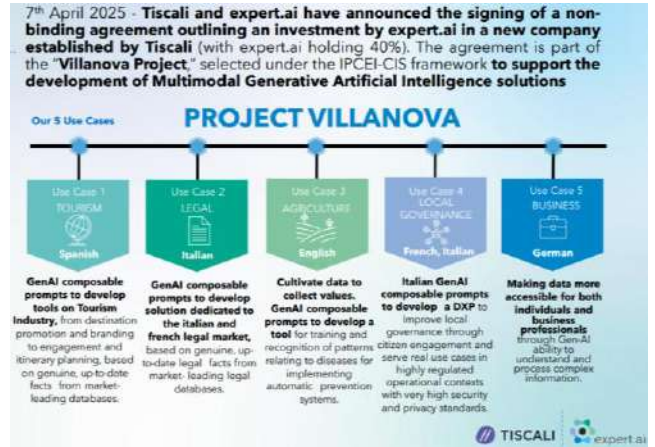 7th April 2025 - Tiscali and expert.ai have announced the signing of a non-
binding agreement outlining an investment by expert.ai in a new company
established by Tiscali (with expert.ai holding 40%). The agreement is part of
the "Villanova Project," selected under the IPCEI-CIS framework to support the
development of Multimodal Generative Artificial Intelligence solutions
Our 5 Use Cases
PROJECT VILLANOVA
Use Case 1
TOURISM
Spanish
GenAI composable
prompts to develop
tools on Tourism
Industry, from destination
promotion and branding
to engagement and
itinerary planning, based
on genuine, up-to-date
facts from market-
leading databases.
Use Case 2
LEGAL
Italian
GenAI composable
prompts to develop
solution dedicated to
the italian and
french legal market,
based on genuine, up-
to-date legal facts from
market- leading legal
databases.
Use Case 3
AGRICULTURE
English
Cultivate data to
collect values.
GenAI composable
prompts to develop a
tool for training and
recognition of patterns
relating to diseases for
implementing
automatic prevention
systems.
Use Case 4
LOCAL
GOVERNANCE
French, Italian
Italian GenAI
composable prompts
to develop a DXP to
improve local
governance through
citizen engagement and
serve real use cases in
highly regulated
operational contexts
with very high security
and privacy standards.
Use Case 5
BUSINESS
German
Making data more
accessible for both
individuals and
business
professionals
through Gen-AI
ability to
understand and
process complex
information.
TISCALI
expert.ai